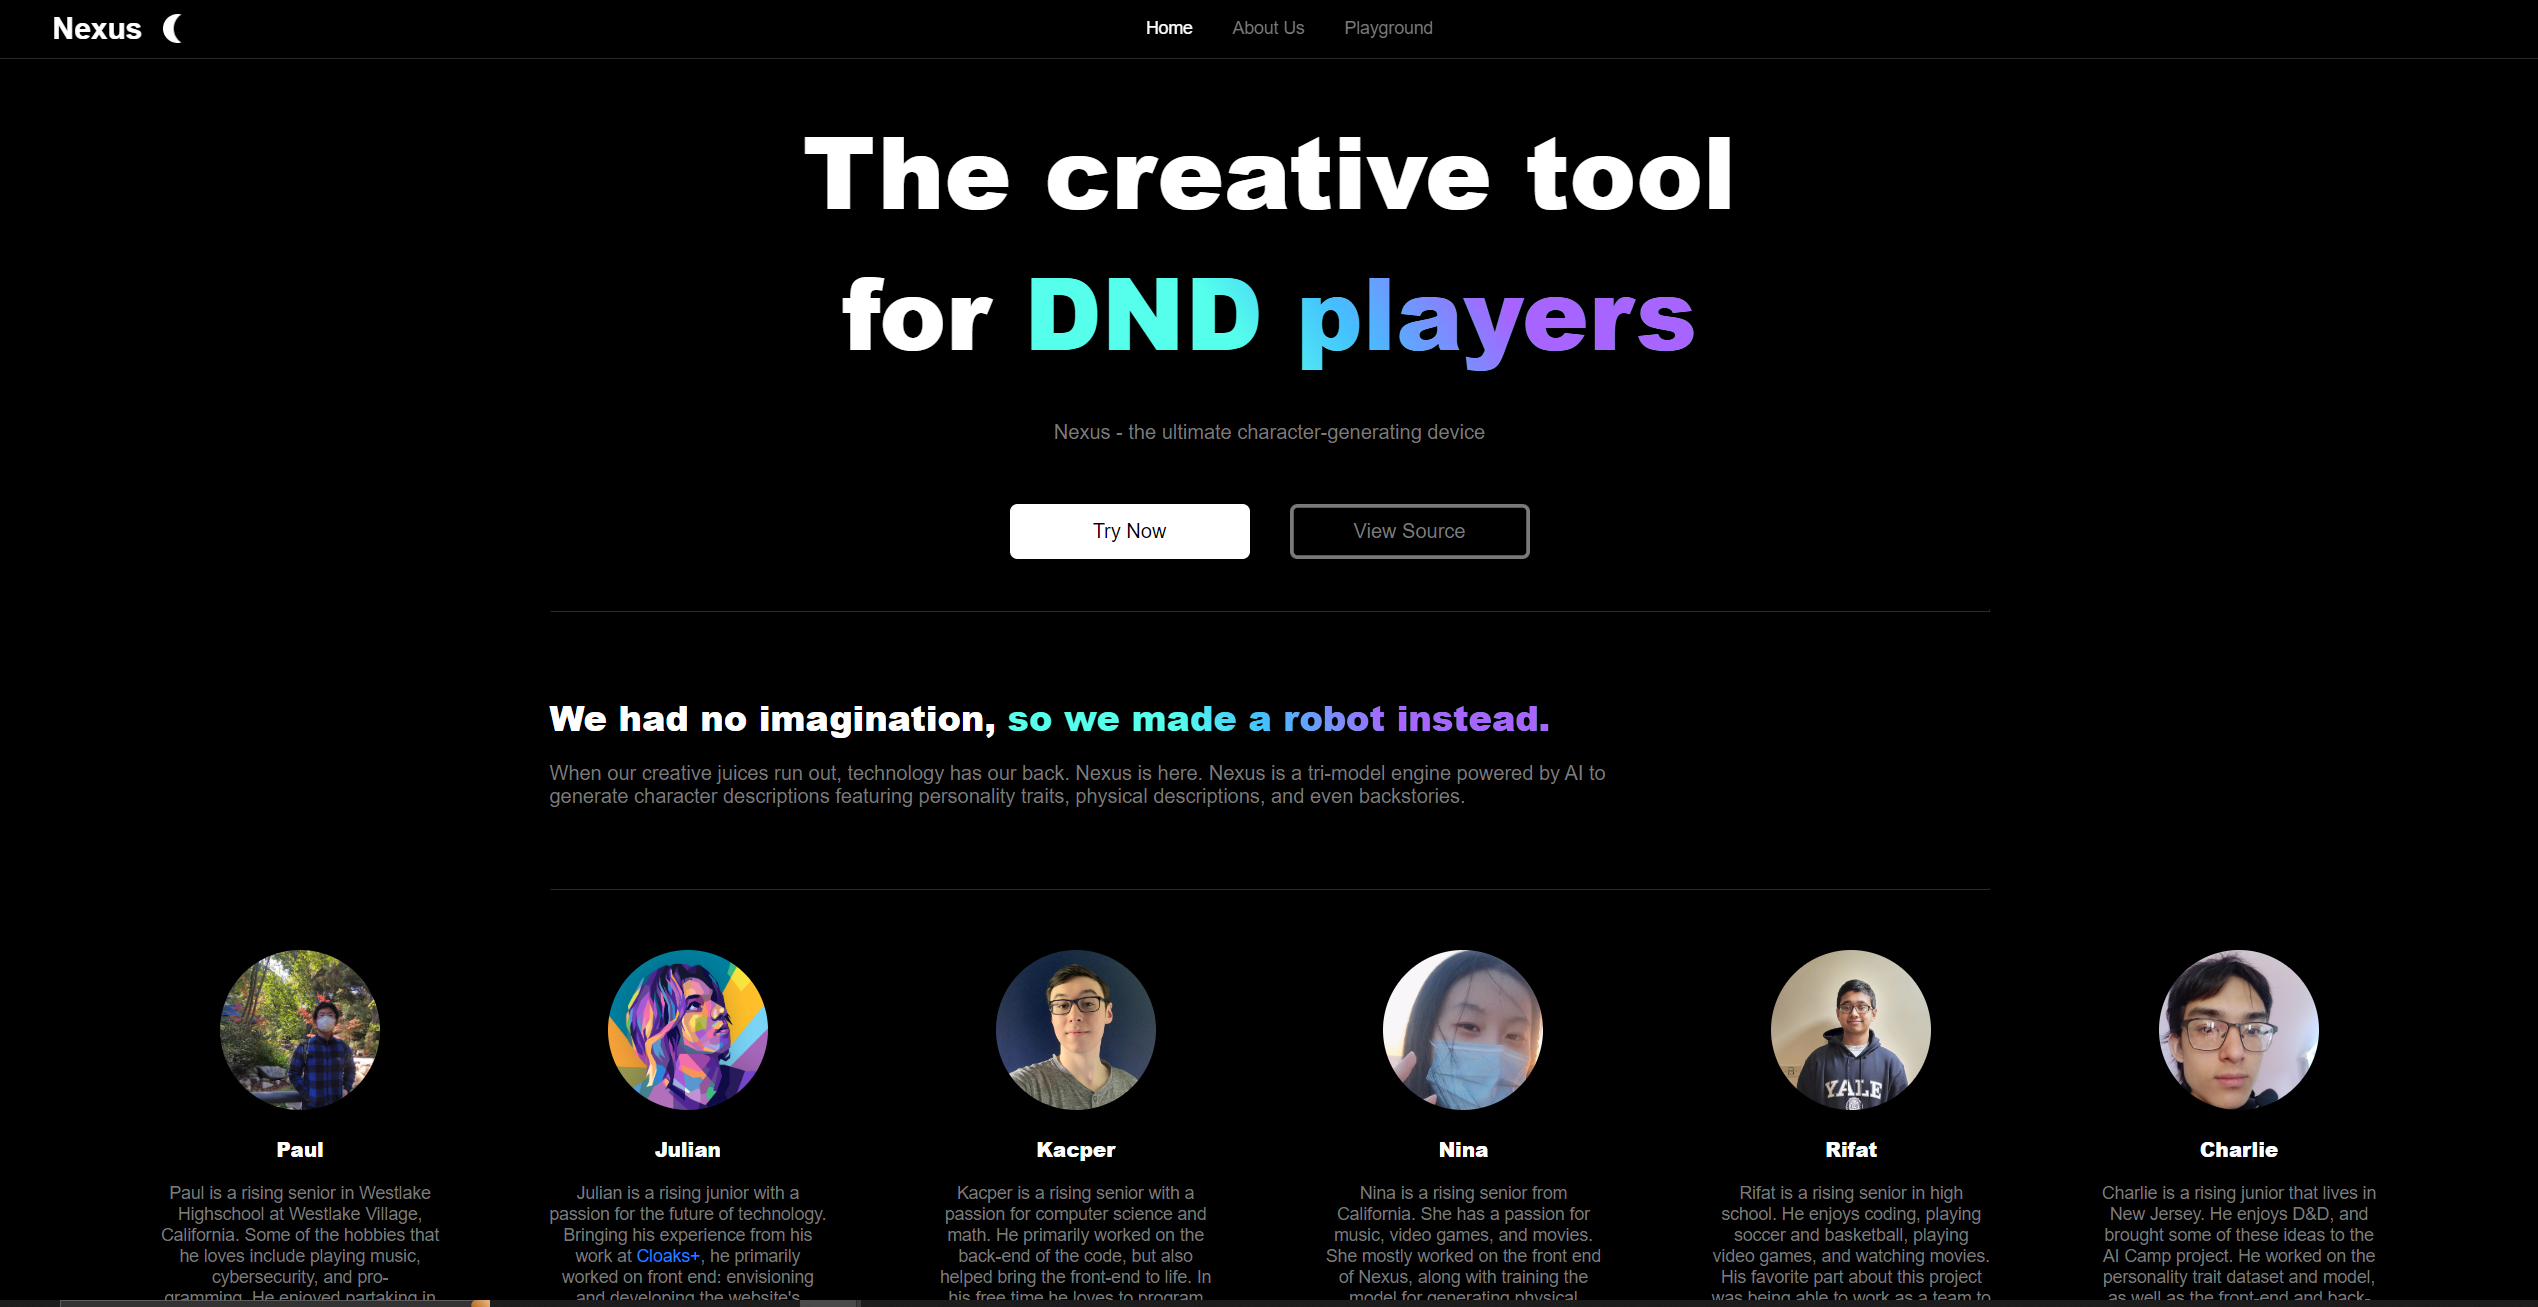 Nexus
Home About Us Playground
The creative tool
for DND players
Nexus - the ultimate character-generating device
Try Now View Source
We had no imagination, so we made a robot instead.
When our creative juices run out, technology has our back. Nexus is here. Nexus is a tri-model engine powered by AI to
generate character descriptions featuring personality traits, physical descriptions, and even backstories.
YALE
Paul
Paul is a rising senior in Westlake
Highschool at Westlake Village,
California. Some of the hobbies that
he loves include playing music,
cybersecurity, and pro-
gramming. He enjoyed partaking in
Julian
Julian is a rising junior with a
passion for the future of technology.
Bringing his experience from his
work at Cloaks+, he primarily
worked on front end: envisioning
and developing the website's
Kacper
Kacper is a rising senior with a
passion for computer science and
math. He primarily worked on the
back-end of the code, but also
helped bring the front-end to life. In
his free time he loves to program
Nina
Nina is a rising senior from
California. She has a passion for
music, video games, and movies.
She mostly worked on the front end
of Nexus, along with training the
model for generating physical
Rifat
Rifat is a rising senior in high
school. He enjoys coding, playing
soccer and basketball, playing
video games, and watching movies.
His favorite part about this project
was being able to work as a team to
Charlie
Charlie is a rising junior that lives in
New Jersey. He enjoys D&D, and
brought some of these ideas to the
AI Camp project. He worked on the
personality trait dataset and model,
as well as the front-end and back-